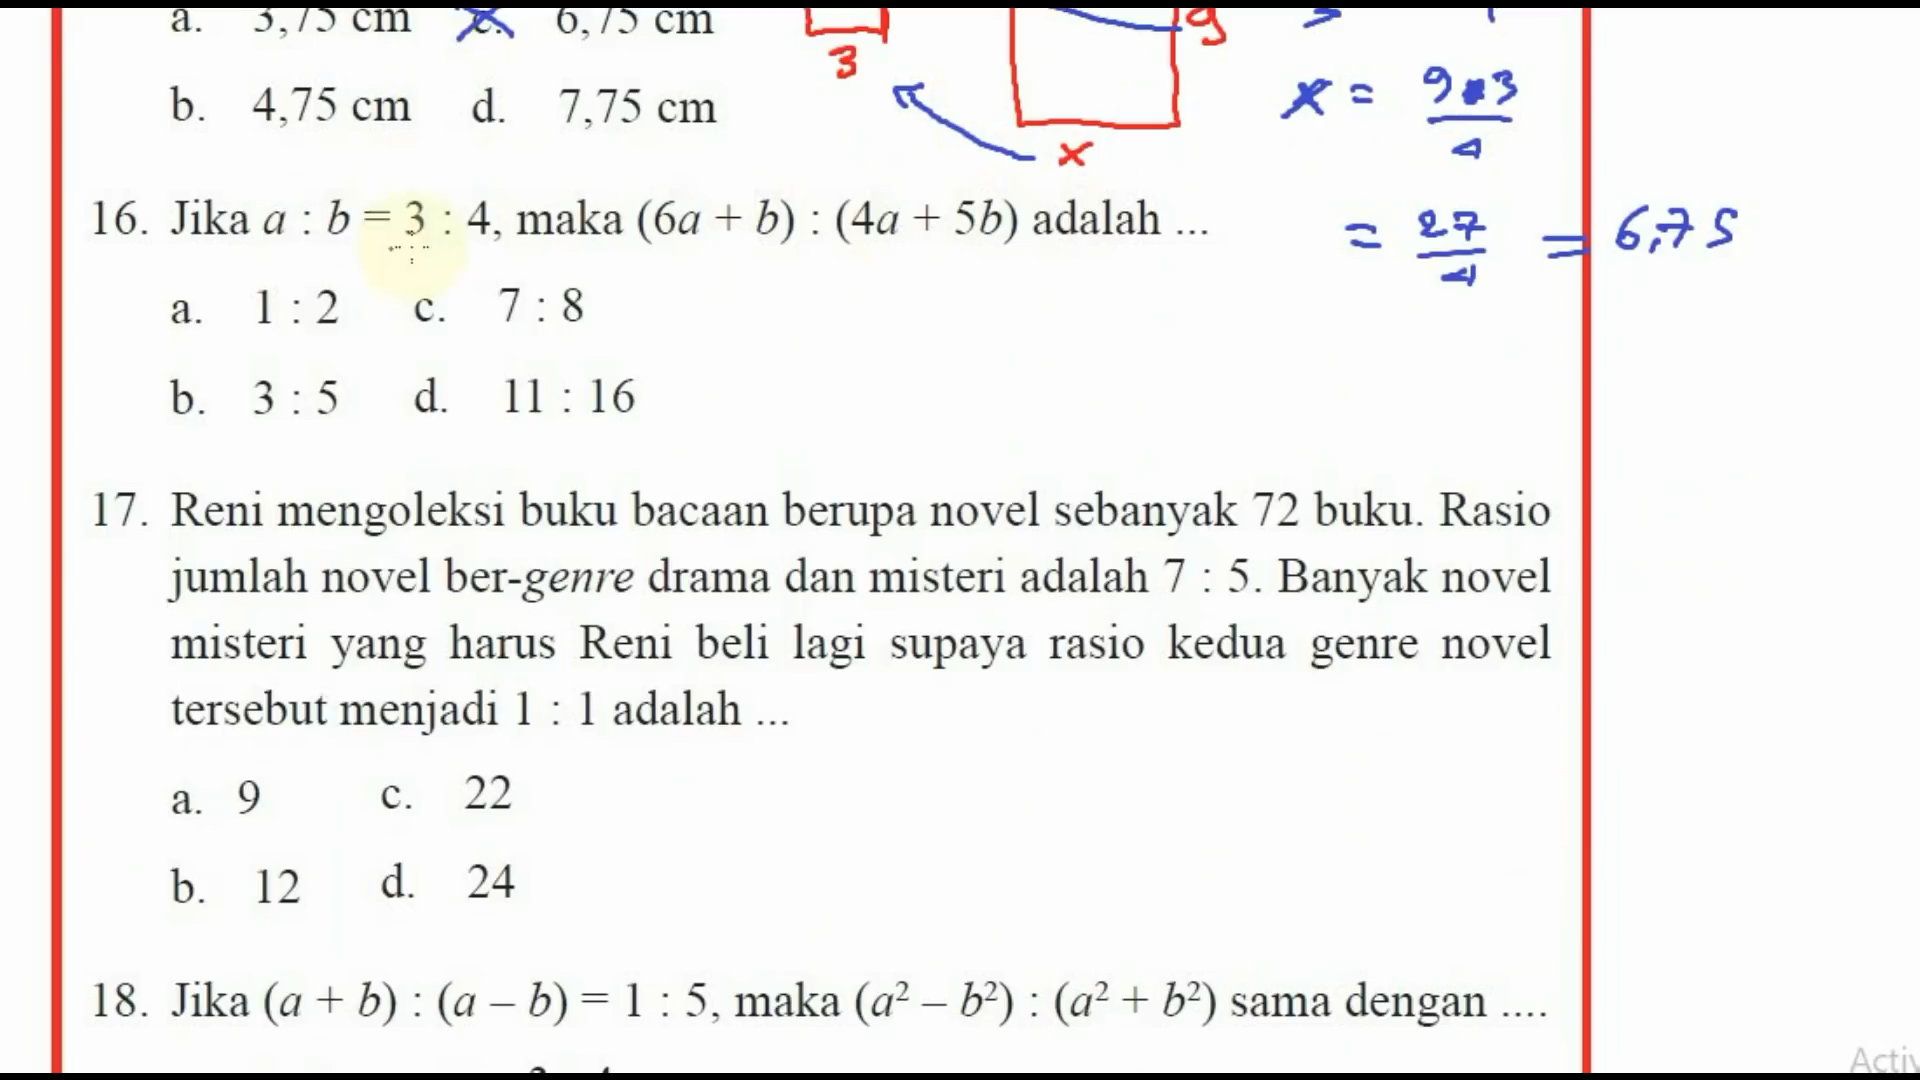 a. 3,75 cm c. 6,75 cm
3
9
b. 4,75 cm d. 7,75 cm
x
x = 9 . 3
4
16. Jika a : b = 3 : 4, maka (6a + b) : (4a + 5b) adalah ...
= 27 = 6,75
4
a. 1 : 2 c. 7 : 8
b. 3 : 5 d. 11 : 16
17. Reni mengoleksi buku bacaan berupa novel sebanyak 72 buku. Rasio
jumlah novel ber-genre drama dan misteri adalah 7 : 5. Banyak novel
misteri yang harus Reni beli lagi supaya rasio kedua genre novel
tersebut menjadi 1 : 1 adalah ...
a. 9 c. 22
b. 12 d. 24
18. Jika (a + b) : (a – b) = 1 : 5, maka (a² – b²) : (a² + b²) sama dengan ....
Activ